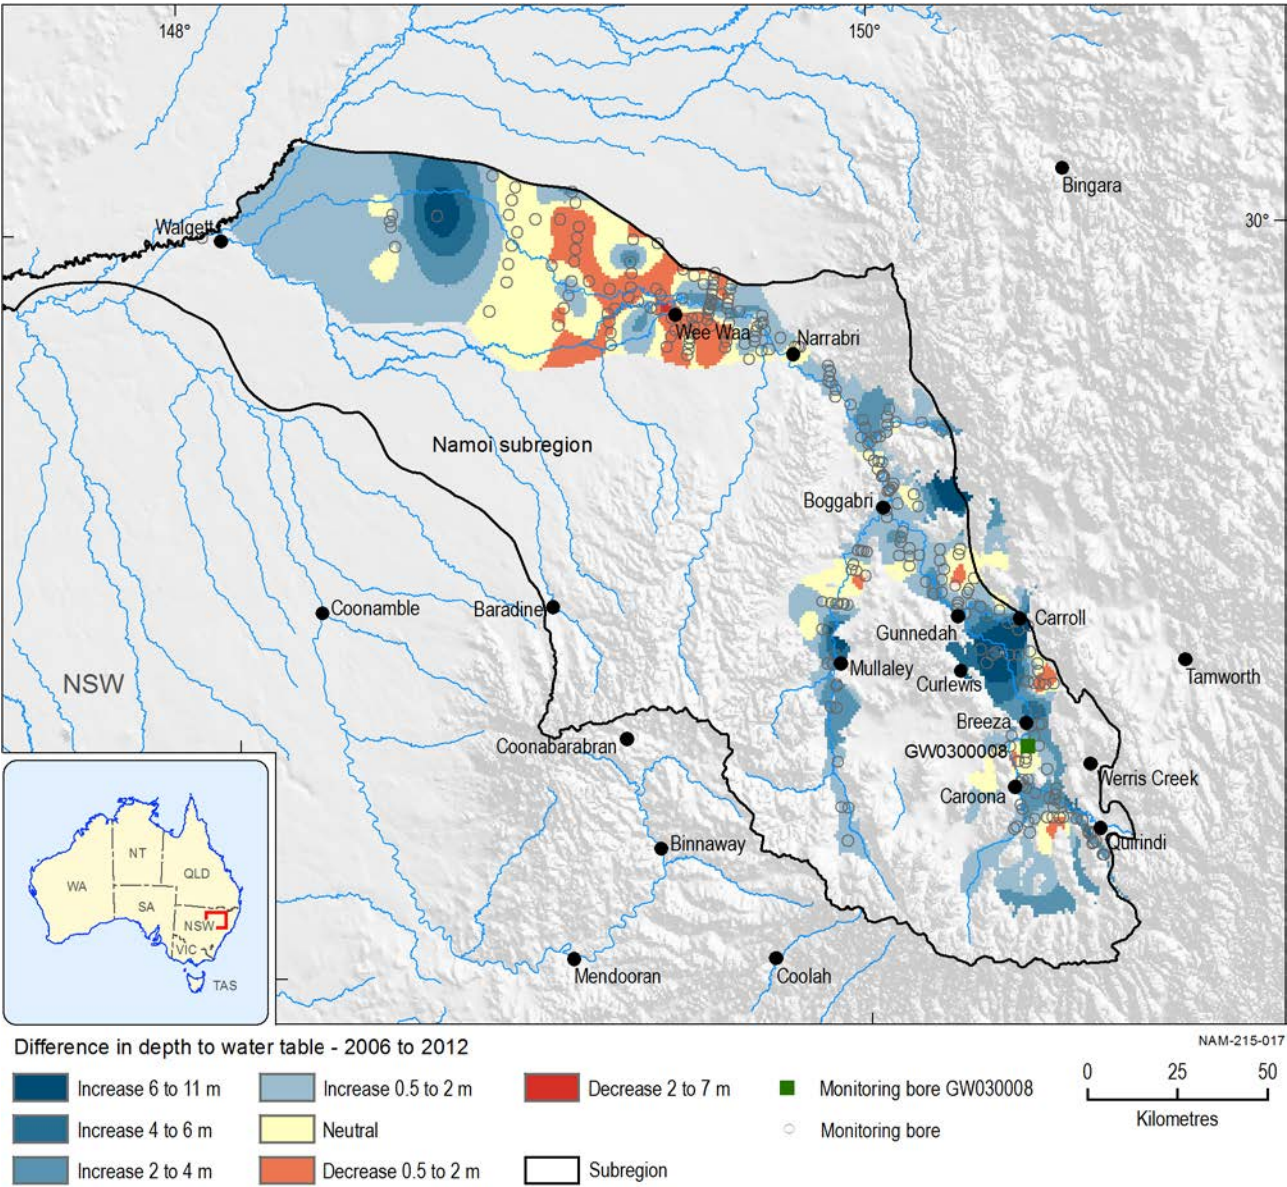 148°
150°
Bingara
30°
Walgett
Wee Waa
Narrabri
Namoi subregion
Boggabri
Coonamble
Baradine
Gunnedah
Carroll
NSW
Mullaley
Curlewis
Tamworth
Breeza
Coonabarabran
GW0300008
Werris Creek
Caroona
Binnaway
Quirindi
NT
QLD
WA
SA
NSW
VIC
TAS
Mendooran
Coolah
Difference in depth to water table - 2006 to 2012
NAM-215-017
Increase 6 to 11 m
Increase 0.5 to 2 m
Decrease 2 to 7 m
Monitoring bore GW030008
0 25 50
Kilometres
Increase 4 to 6 m
Neutral
Monitoring bore
Increase 2 to 4 m
Decrease 0.5 to 2 m
Subregion